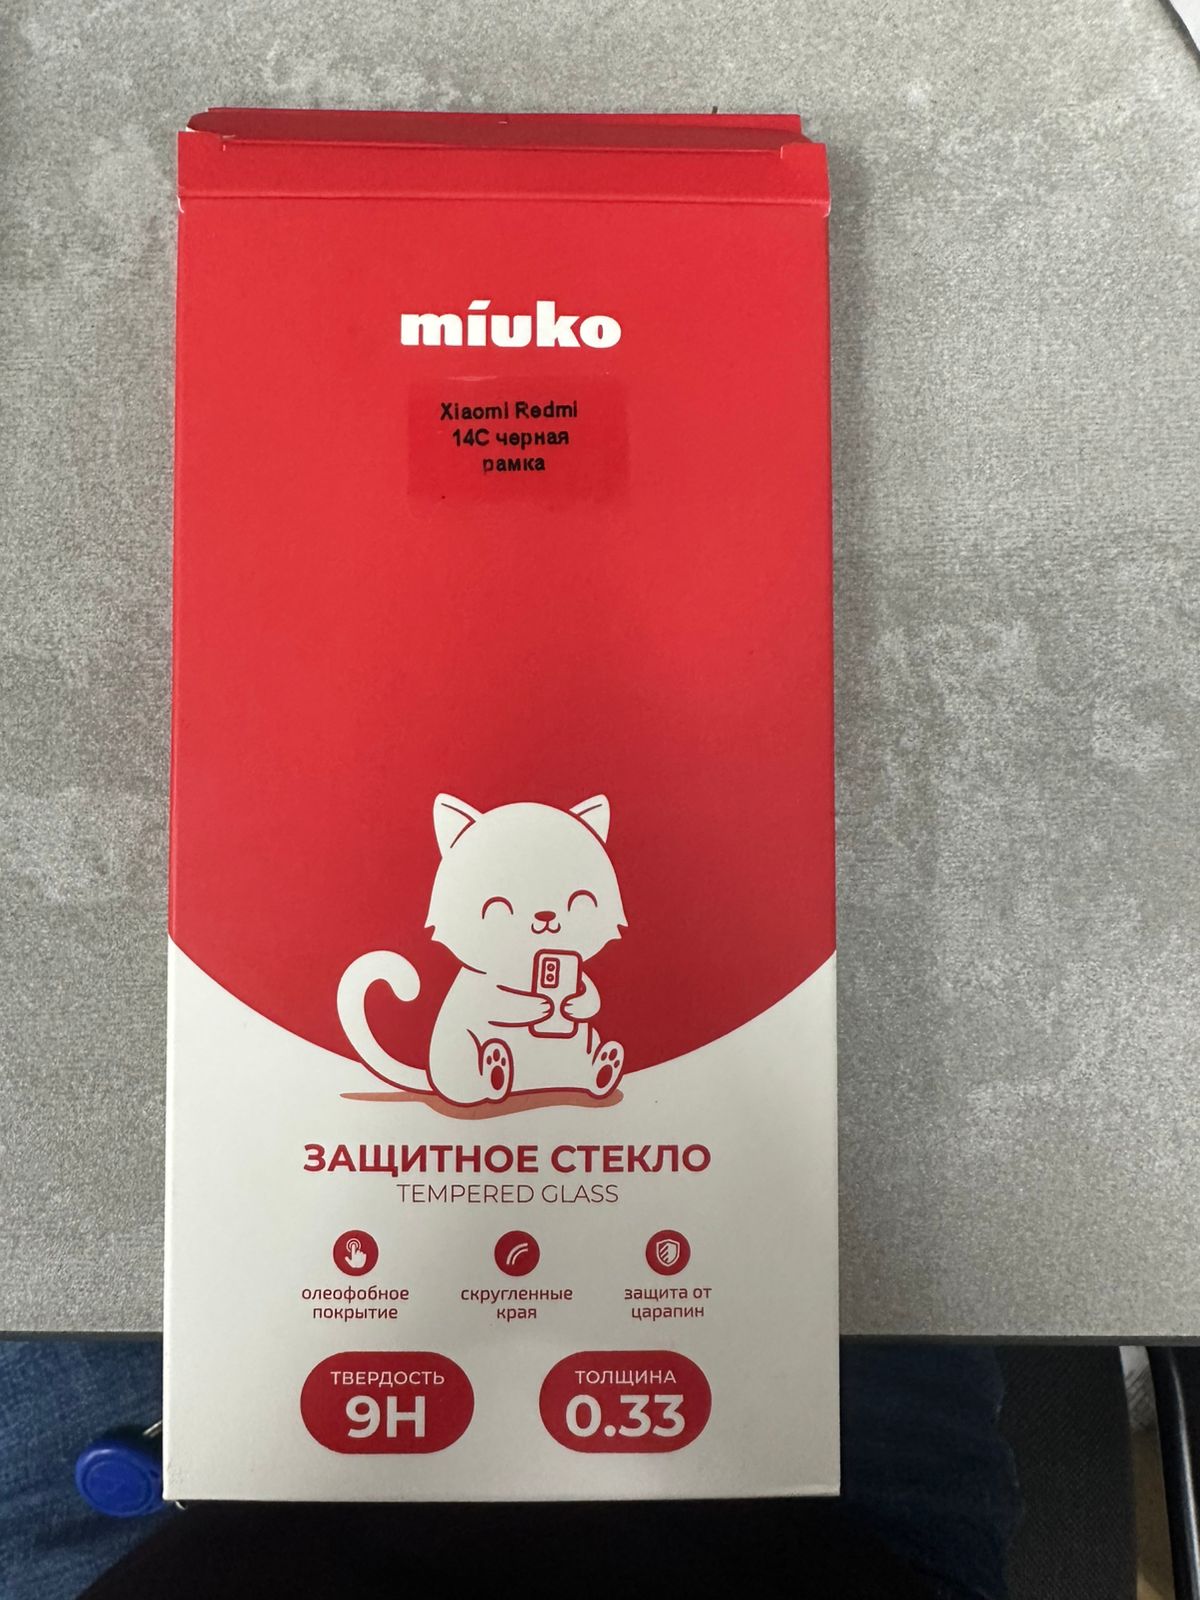 miuko
Xiaomi Redmi
14C черная
рамка
ЗАЩИТНОЕ СТЕКЛО
TEMPERED GLASS
олеофобное
покрытие
скругленные
края
защита от
царапин
ТВЕРДОСТЬ
9H
ТОЛЩИНА
0.33